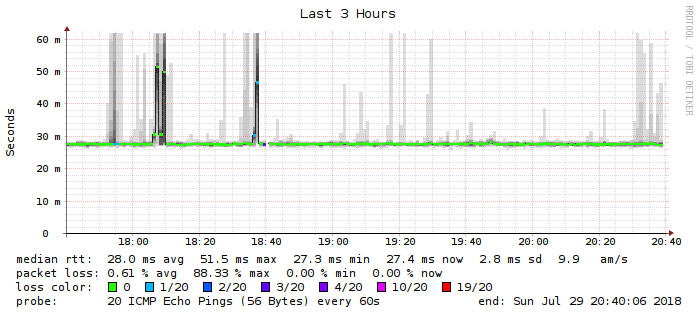 Last 3 Hours
RRDTOOL / TOBI OETIKER
Seconds
60 m
50 m
40 m
30 m
20 m
10 m
0
18:00 18:20 18:40 19:00 19:20 19:40 20:00 20:20 20:40
median rtt: 28.0 ms avg 51.5 ms max 27.3 ms min 27.4 ms now 2.8 ms sd 9.9 am/s
packet loss: 0.61 % avg 88.33 % max 0.00 % min 0.00 % now
loss color: 0 1/20 2/20 3/20 4/20 10/20 19/20
probe: 20 ICMP Echo Pings (56 Bytes) every 60s end: Sun Jul 29 20:40:06 2018